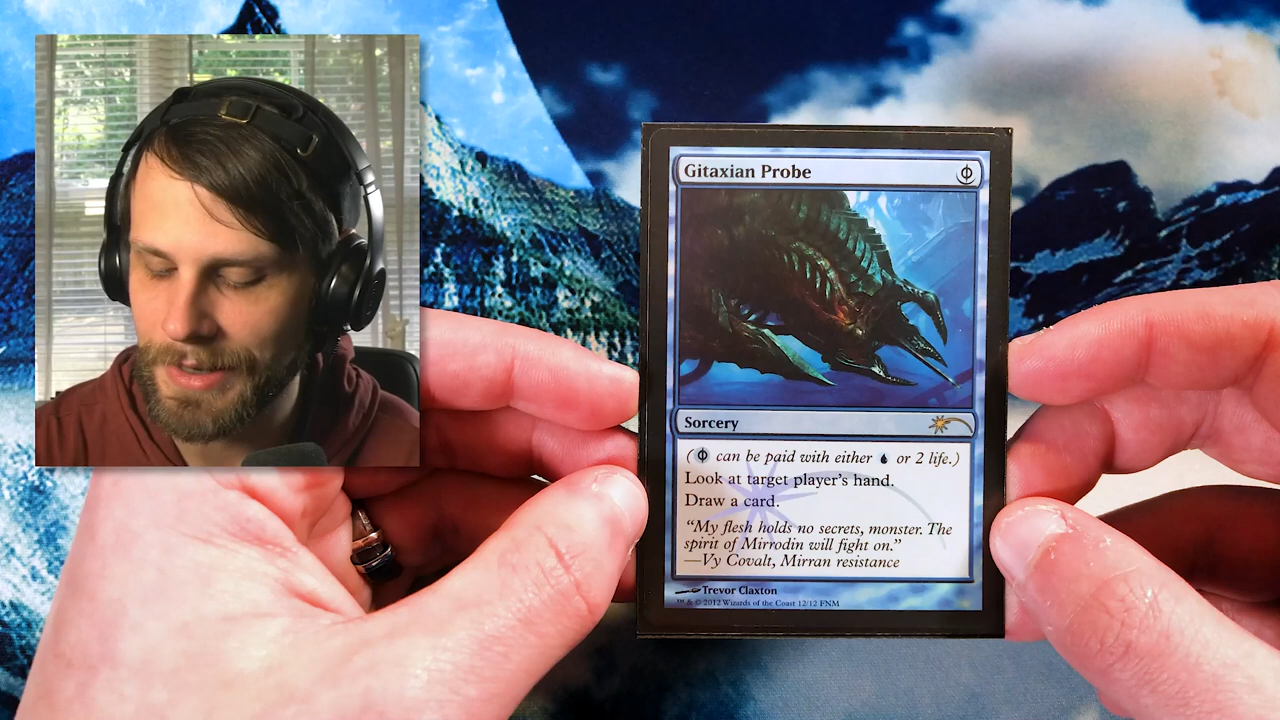 Gitaxian Probe
Sorcery
( can be paid with either or 2 life.)
Look at target player's hand.
Draw a card.
"My flesh holds no secrets, monster. The
spirit of Mirrodin will fight on."
—Vy Covalt, Mirran resistance
Trevor Claxton
™ & © 2012 Wizards of the Coast 12/12 FNM